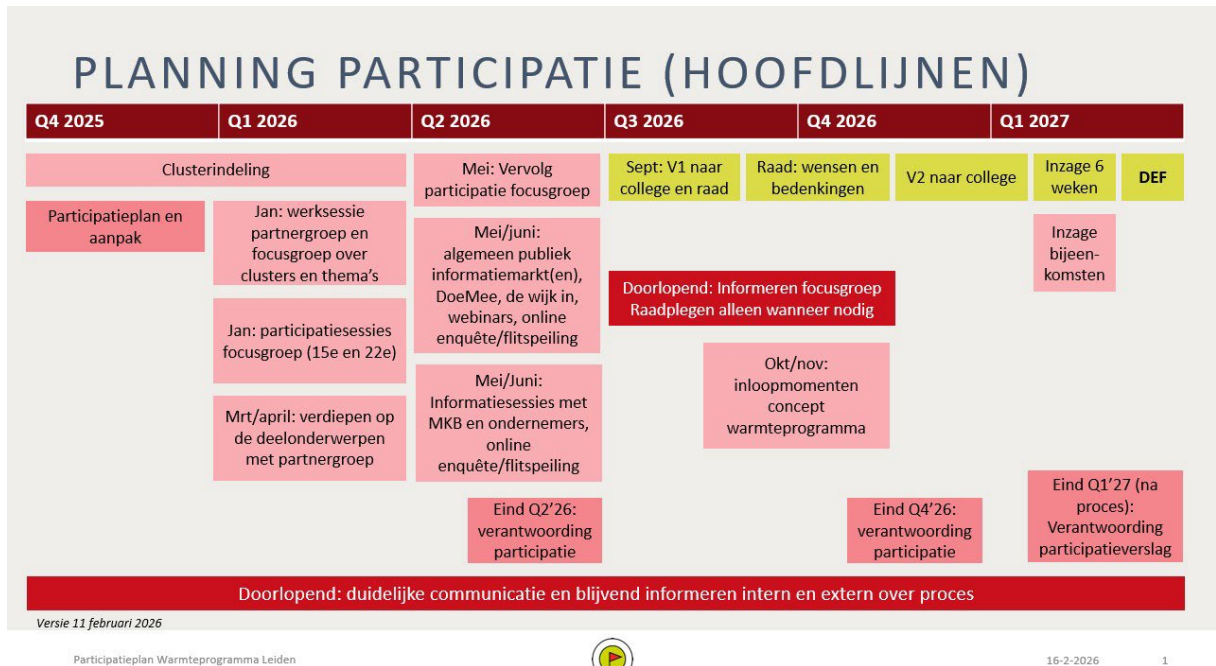 PLANNING PARTICIPATIE (HOOFDLIJNEN)
Q4 2025
Q1 2026
Q2 2026
Q3 2026
Q4 2026
Q1 2027
Clusterindeling
Mei: Vervolg
participatie focusgroep
Sept: V1 naar
college en raad
Raad: wensen en
bedenkingen
V2 naar college
Inzage 6
weken
DEF
Participatieplan en
aanpak
Jan: werksessie
partnergroep en
focusgroep over
clusters en thema's
Mei/juni:
algemeen publiek
informatiemarkt(en),
DoeMee, de wijk in,
webinars, online
enquête/flitspeiling
Inzage
bijeen-
komsten
Doorlopend: Informeren focusgroep
Raadplegen alleen wanneer nodig
Jan: participatiesessies
focusgroep (15e en 22e)
Okt/nov:
inloopmomenten
concept
warmteprogramma
Mei/Juni:
Informatiesessies met
MKB en ondernemers,
online
enquête/flitspeiling
Mrt/april: verdiepen op
de deelonderwerpen
met partnergroep
Eind Q2'26:
verantwoording
participatie
Eind Q4'26:
verantwoording
participatie
Eind Q1'27 (na
proces):
Verantwoording
participatieverslag
Doorlopend: duidelijke communicatie en blijvend informeren intern en extern over proces
Versie 11 februari 2026
Participatieplan Warmteprogramma Leiden
16-2-2026
1